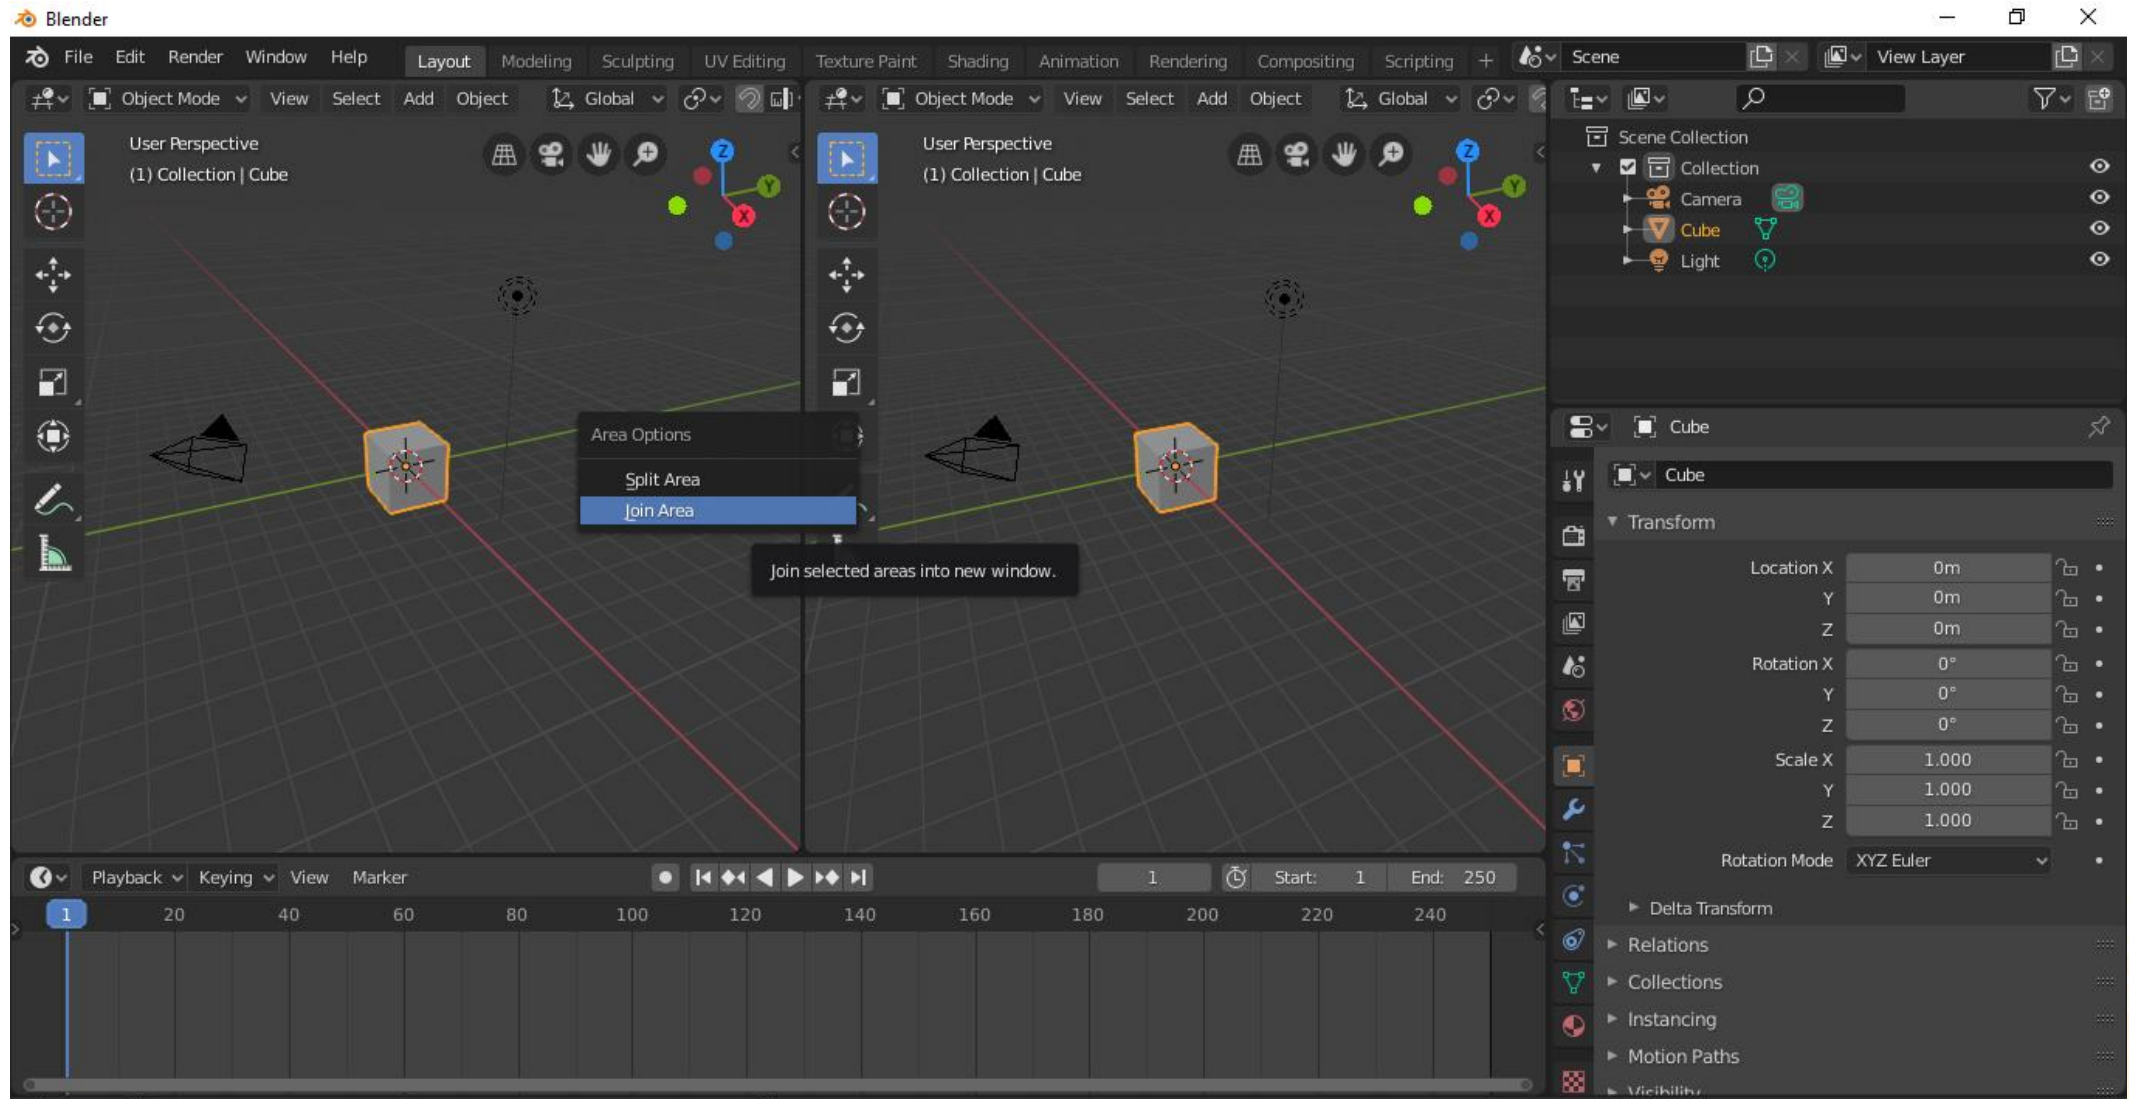 Blender
File Edit Render Window Help Layout Modeling Sculpting UV Editing Texture Paint Shading Animation Rendering Compositing Scripting + Scene View Layer
Object Mode View Select Add Object Global
User Perspective
(1) Collection | Cube
Z
Y
X
Object Mode View Select Add Object Global
User Perspective
(1) Collection | Cube
Z
Y
X
Area Options
Split Area
Join Area
Join selected areas into new window.
Scene Collection
Collection
Camera
Cube
Light
Cube
Cube
Transform
Location X 0m
Y 0m
Z 0m
Rotation X 0°
Y 0°
Z 0°
Scale X 1.000
Y 1.000
Z 1.000
Rotation Mode XYZ Euler
Delta Transform
Relations
Collections
Instancing
Motion Paths
Visibility
Playback Keying View Marker 1 Start: 1 End: 250
1 20 40 60 80 100 120 140 160 180 200 220 240